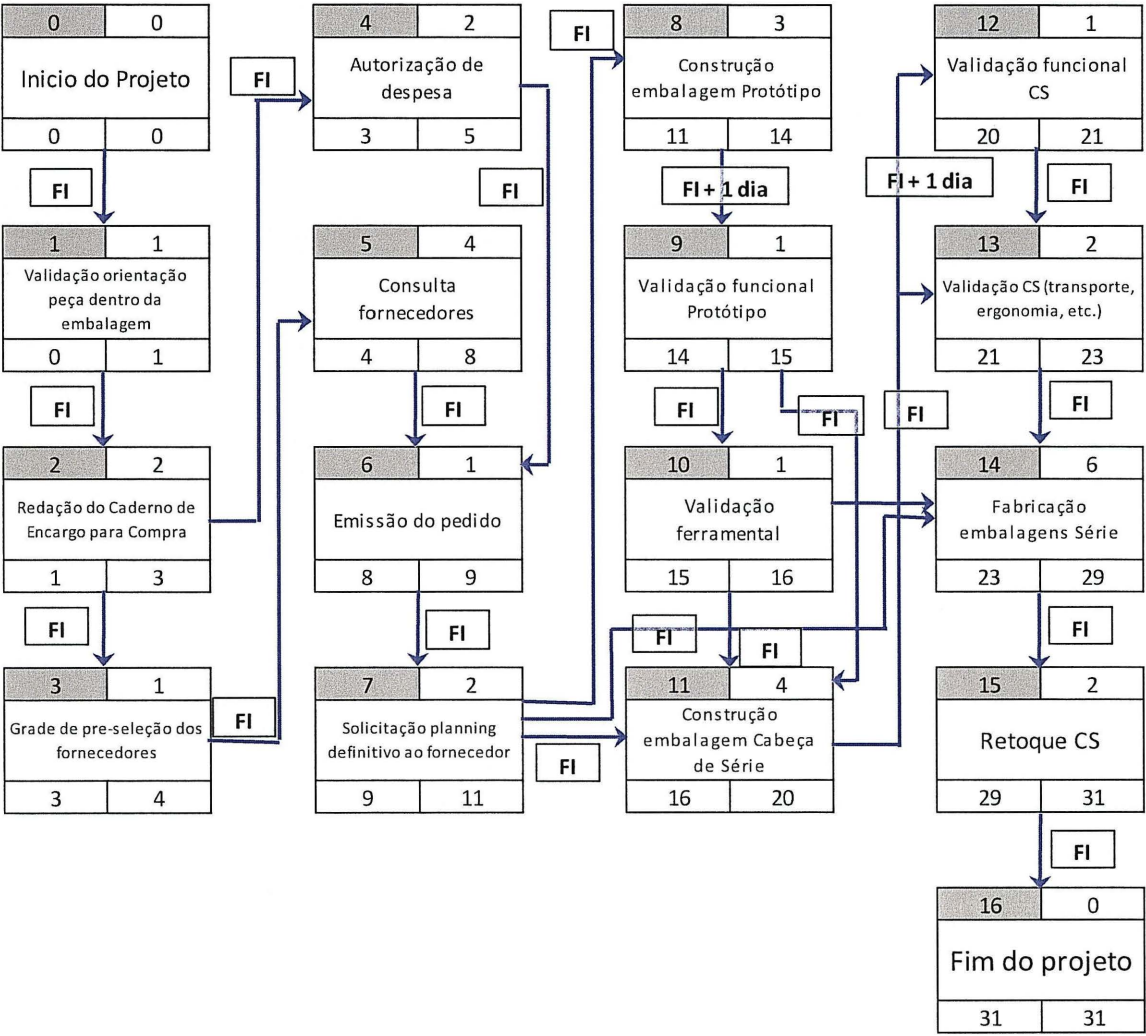 0 0
Inicio do Projeto
0 0
FI
1 1
Validação orientação
peça dentro da
embalagem
0 1
FI
2 2
Redação do Caderno de
Encargo para Compra
1 3
FI
3 1
Grade de pre-seleção dos
fornecedores
3 4
FI
FI
4 2
Autorização de
despesa
3 5
FI
5 4
Consulta
fornecedores
4 8
FI
6 1
Emissão do pedido
8 9
FI
7 2
Solicitação planning
definitivo ao fornecedor
9 11
FI
FI
8 3
Construção
embalagem Protótipo
11 14
FI + 1 dia
9 1
Validação funcional
Protótipo
14 15
FI
FI
10 1
Validação
ferramental
15 16
FI
FI
11 4
Construção
embalagem Cabeça
de Série
16 20
FI + 1 dia
FI
12 1
Validação funcional
CS
20 21
FI
13 2
Validação CS (transporte,
ergonomia, etc.)
21 23
FI
14 6
Fabricação
embalagens Série
23 29
FI
15 2
Retoque CS
29 31
FI
16 0
Fim do projeto
31 31